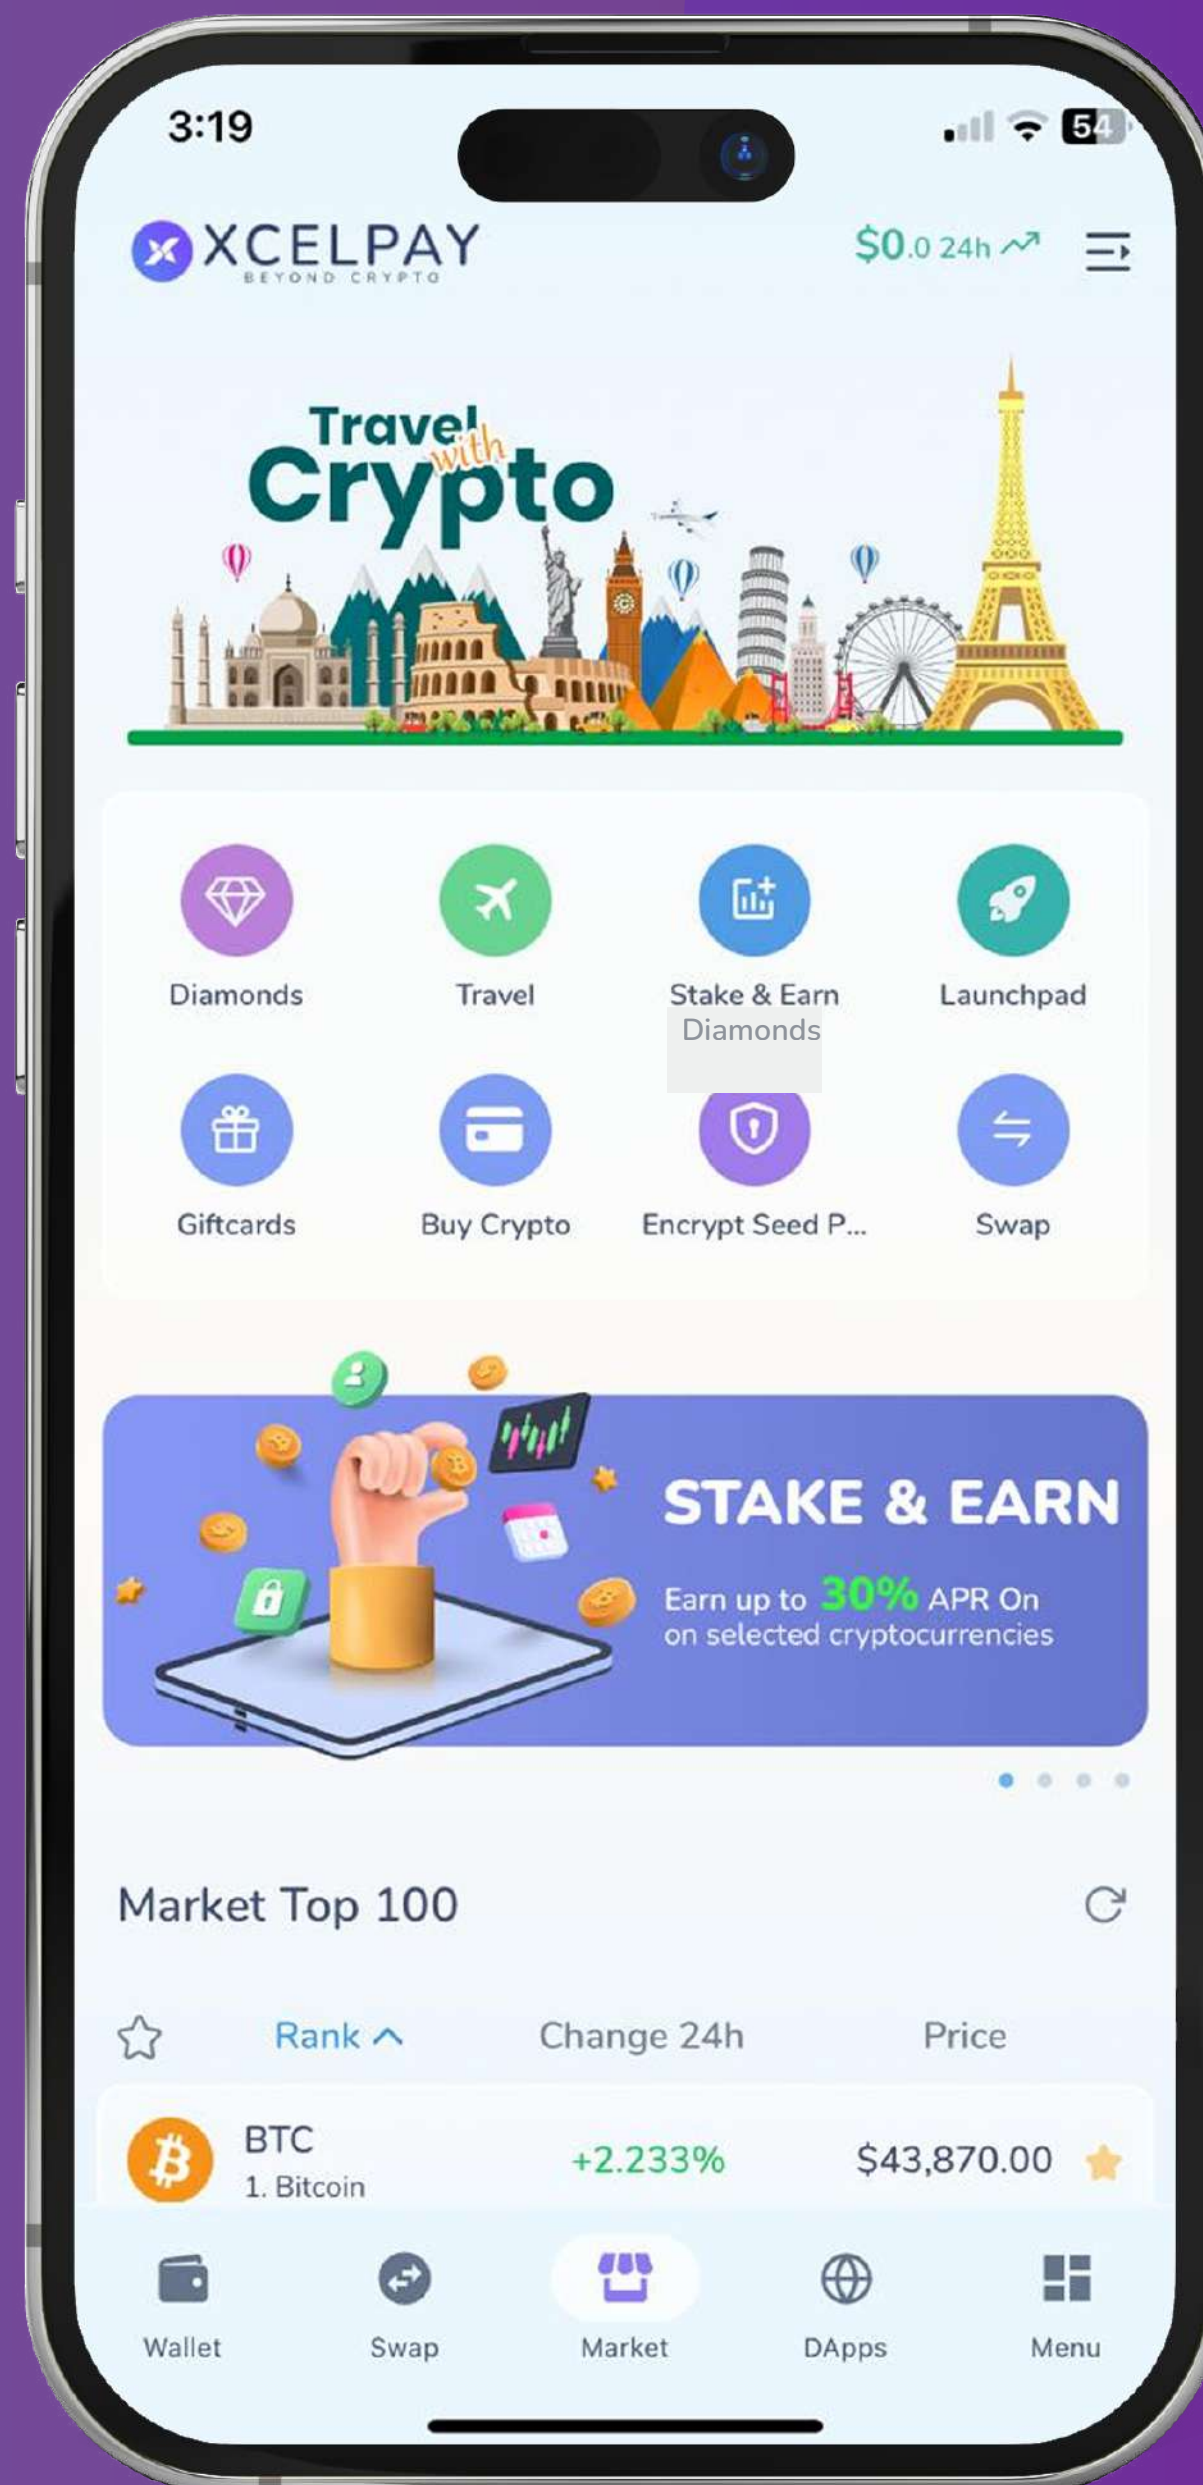 3:19
54
XCELPAY
BEYOND CRYPTO
$0.0 24h
Travel
with
Crypto
Diamonds Travel Stake & Earn Launchpad
Diamonds
Giftcards Buy Crypto Encrypt Seed P... Swap
STAKE & EARN
Earn up to 30% APR On
on selected cryptocurrencies
Market Top 100
Rank Change 24h Price
BTC
+2.233% $43,870.00
1. Bitcoin
Wallet Swap Market DApps Menu